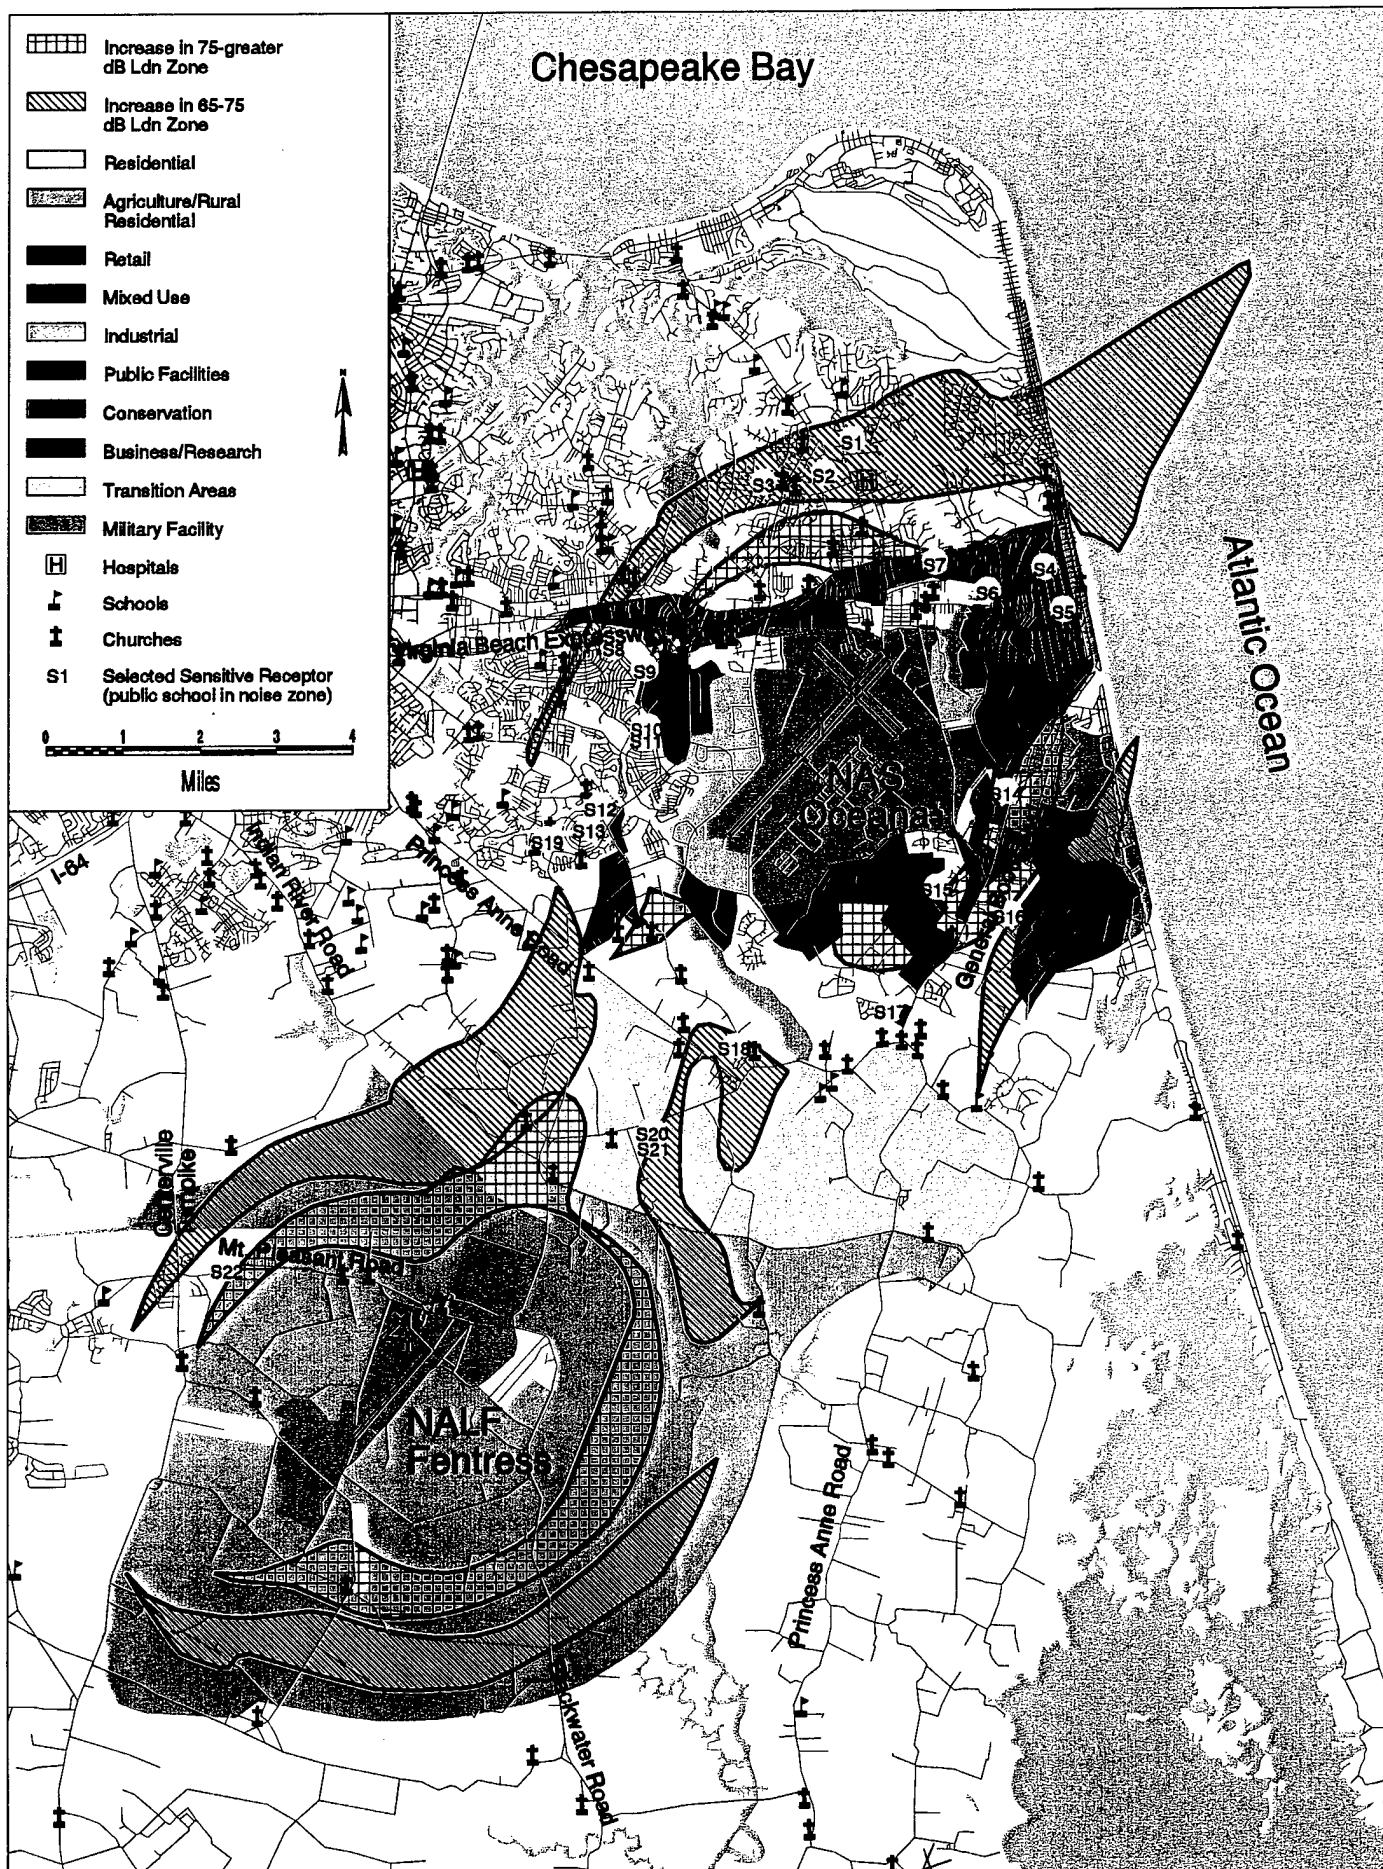 Increase in 75-greater
dB Ldn Zone
Increase in 65-75
dB Ldn Zone
Residential
Agriculture/Rural
Residential
Retail
Mixed Use
Industrial
Public Facilities
Conservation
Business/Research
Transition Areas
Military Facility
H
Hospitals
Schools
Churches
S1
Selected Sensitive Receptor
(public school in noise zone)
N
0 1 2 3 4
Miles
Chesapeake Bay
Atlantic Ocean
S1
S2
S3
H
H
S7
S4
S6
S5
Virginia Beach
S8
S9
S10
S11
NAS
Oceana
S14
S12
S13
S19
S15
S16
S17
S18
S20
S21
S22
I-64
Indian River Road
Princess Anne Road
Mt. Pleasant Road
NALF
Fentress
Princess Anne Road